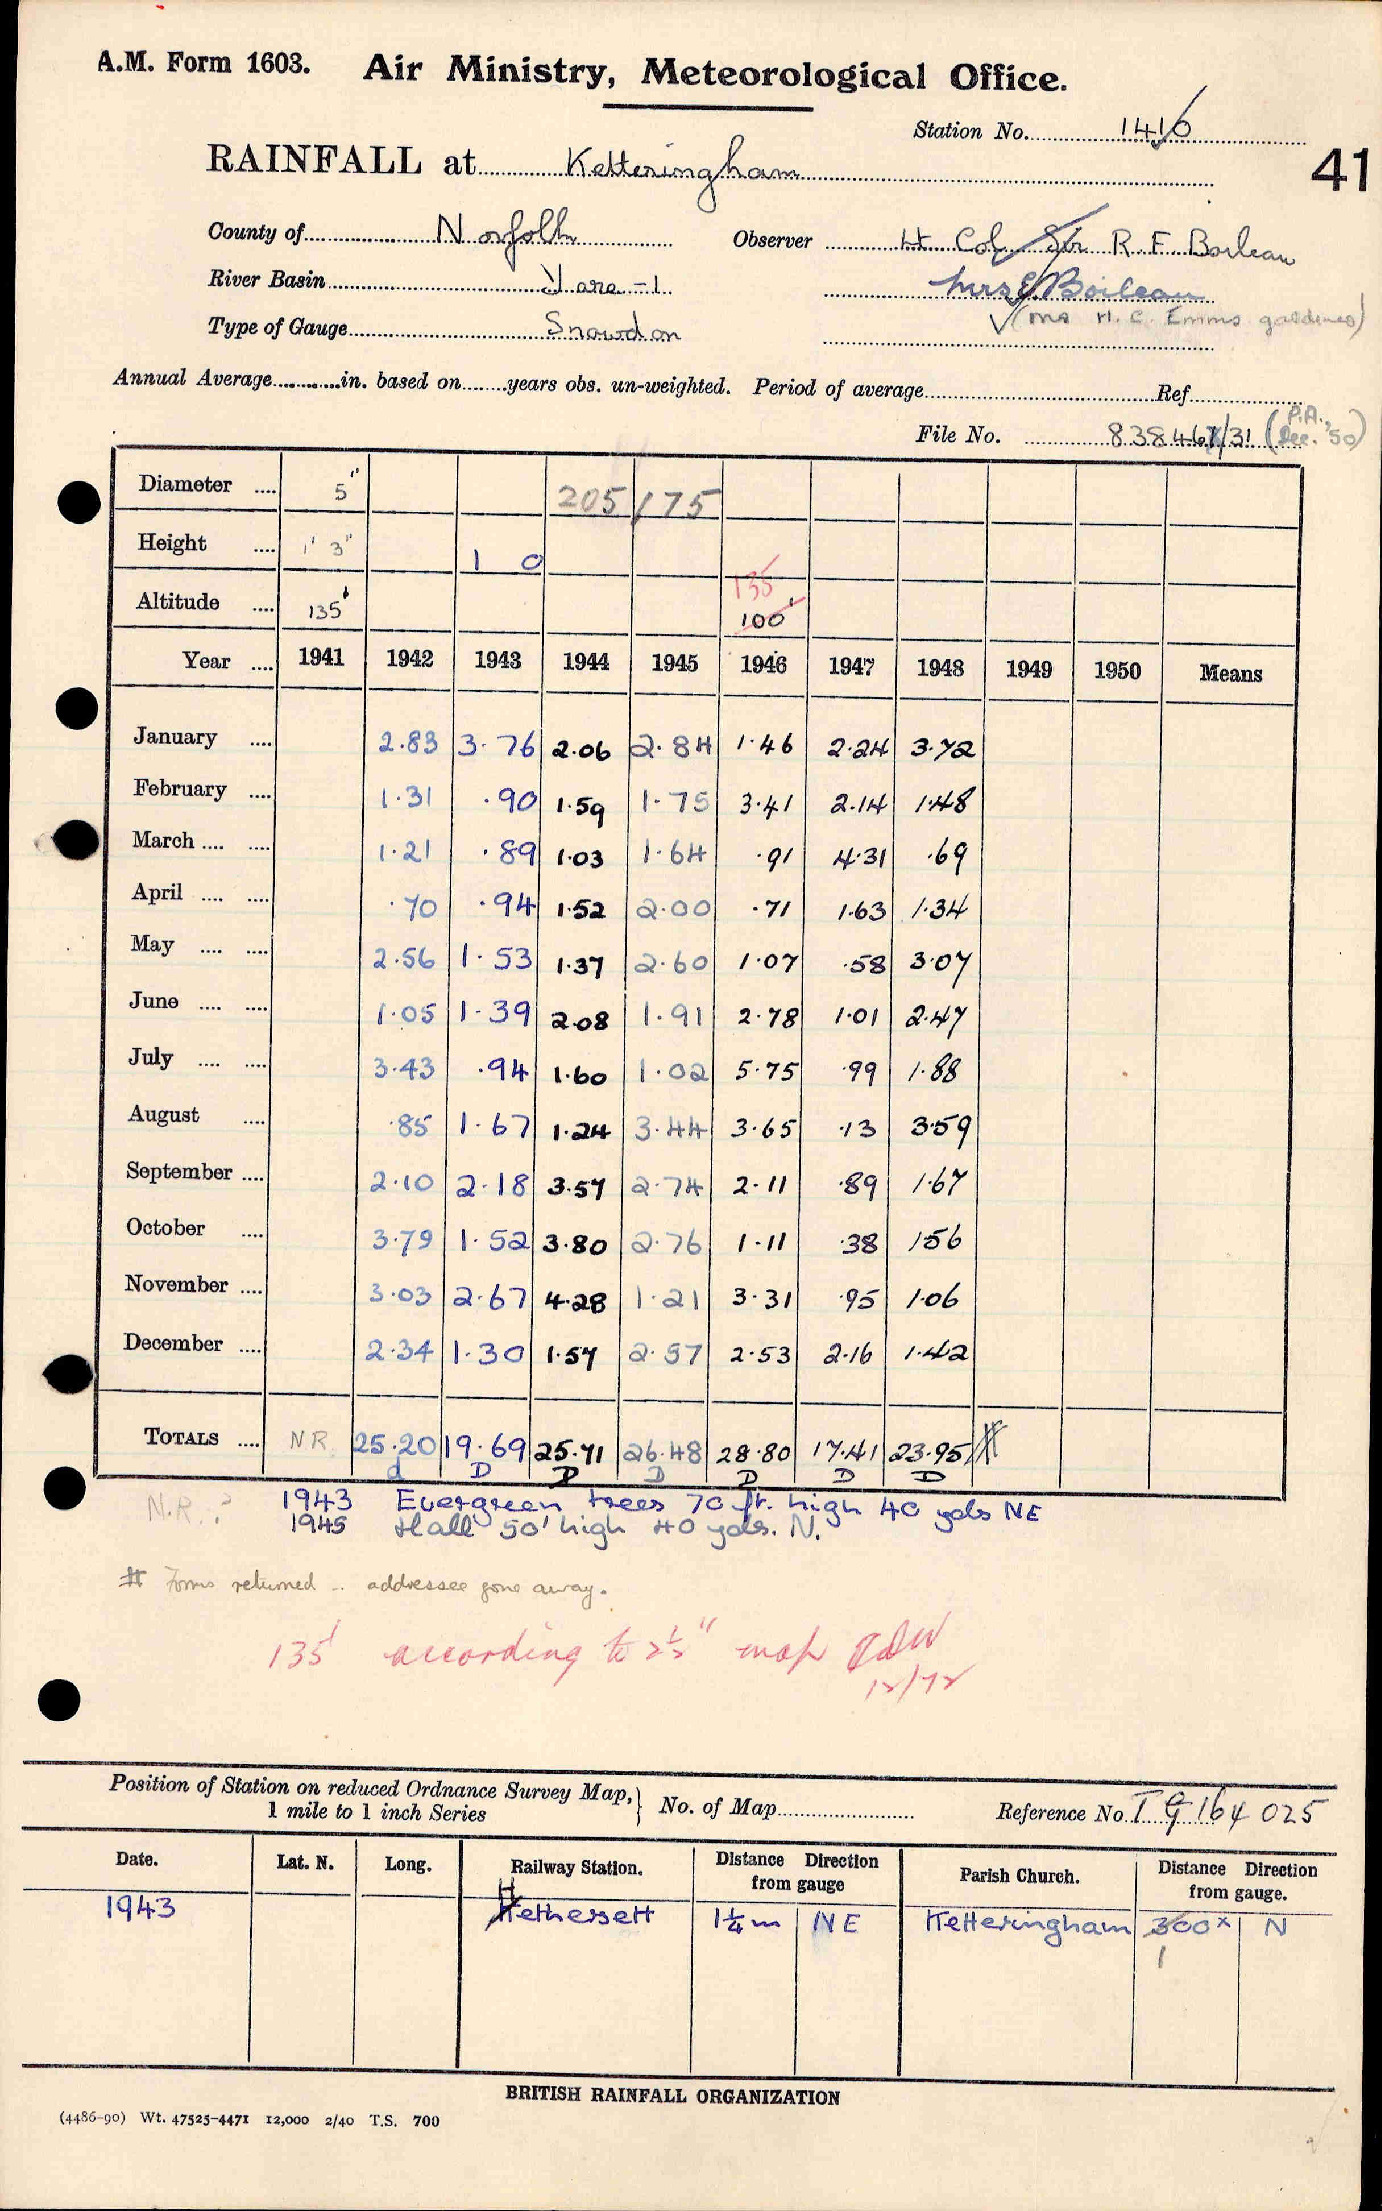 A.M. Form 1603. Air Ministry, Meteorological Office.
Station No. 1410
41
RAINFALL at Ketteringham
County of Norfolk Observer Lt Col Sir R. F. Boileau
River Basin Yare -1 Mrs E Boileau
Type of Gauge Snowdon (Mr H. C. Emms gardener)
Annual Average in. based on years obs. un-weighted. Period of average Ref
File No. 838467/31 (P.A. Dec. '50)
Diameter .... 5" 205/175
Height .... 1' 3" 1 0
Altitude .... 135' 135 100'
Year .... 1941 1942 1943 1944 1945 1946 1947 1948 1949 1950 Means
January .... 2.83 3.76 2.06 2.84 1.46 2.24 3.72
February .... 1.31 .90 1.59 1.75 3.41 2.14 1.48
March .... .... 1.21 .89 1.03 1.64 .91 4.31 .69
April .... .... .70 .94 1.52 2.00 .71 1.63 1.34
May .... .... 2.56 1.53 1.37 2.60 1.07 .58 3.07
June .... .... 1.05 1.39 2.08 1.91 2.78 1.01 2.47
July .... .... 3.43 .94 1.60 1.02 5.75 .99 1.88
August .... .85 1.67 1.24 3.44 3.65 .13 3.59
September .... 2.10 2.18 3.57 2.74 2.11 .89 1.67
October .... 3.79 1.52 3.80 2.76 1.11 .38 1.56
November .... 3.03 2.67 4.28 1.21 3.31 .95 1.06
December .... 2.34 1.30 1.57 2.57 2.53 2.16 1.42
TOTALS .... NR 25.20 19.69 25.71 26.48 28.80 17.41 23.95 #
d D D D D D D
N.R.? 1943 Evergreen trees 70 ft. high 40 yds NE
1945 Hall 50' high 40 yds. N.
# Forms returned - addressee gone away.
135' according to 2½" map
12/72
Position of Station on reduced Ordnance Survey Map,} No. of Map Reference No. TG 164 025
1 mile to 1 inch Series
Date. Lat. N. Long. Railway Station. Distance Direction from gauge Parish Church. Distance Direction from gauge.
1943 Hethersett 1¼ m NE Ketteringham 300x N
1
BRITISH RAINFALL ORGANIZATION
(4486-90) Wt. 47525-4471 12,000 2/40 T.S. 700